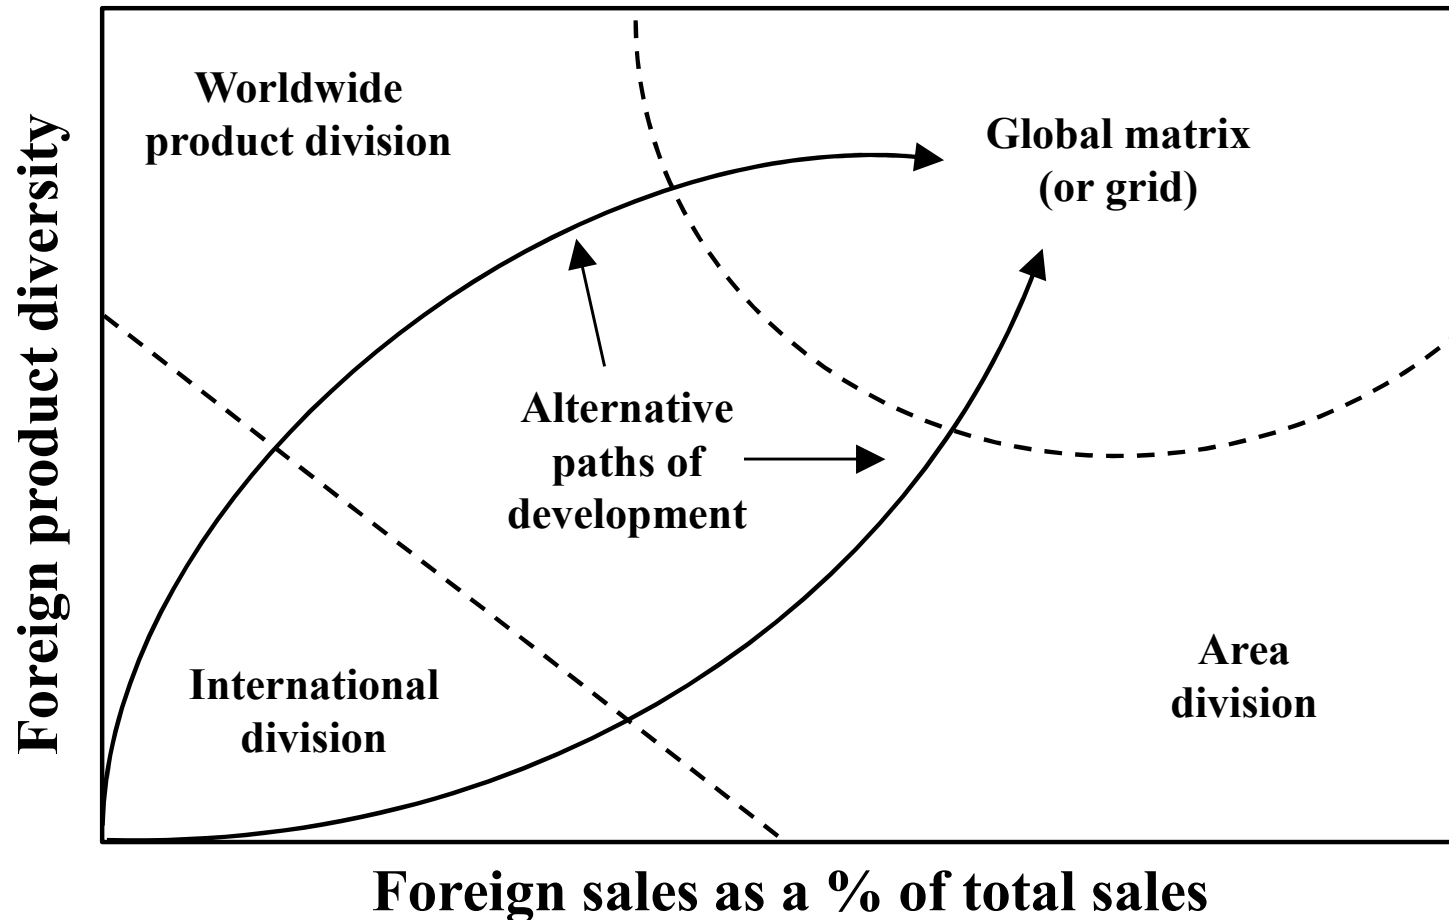 Worldwide
product division
Global matrix
(or grid)
Foreign product diversity
Alternative
paths of
development
International
division
Area
division
Foreign sales as a % of total sales